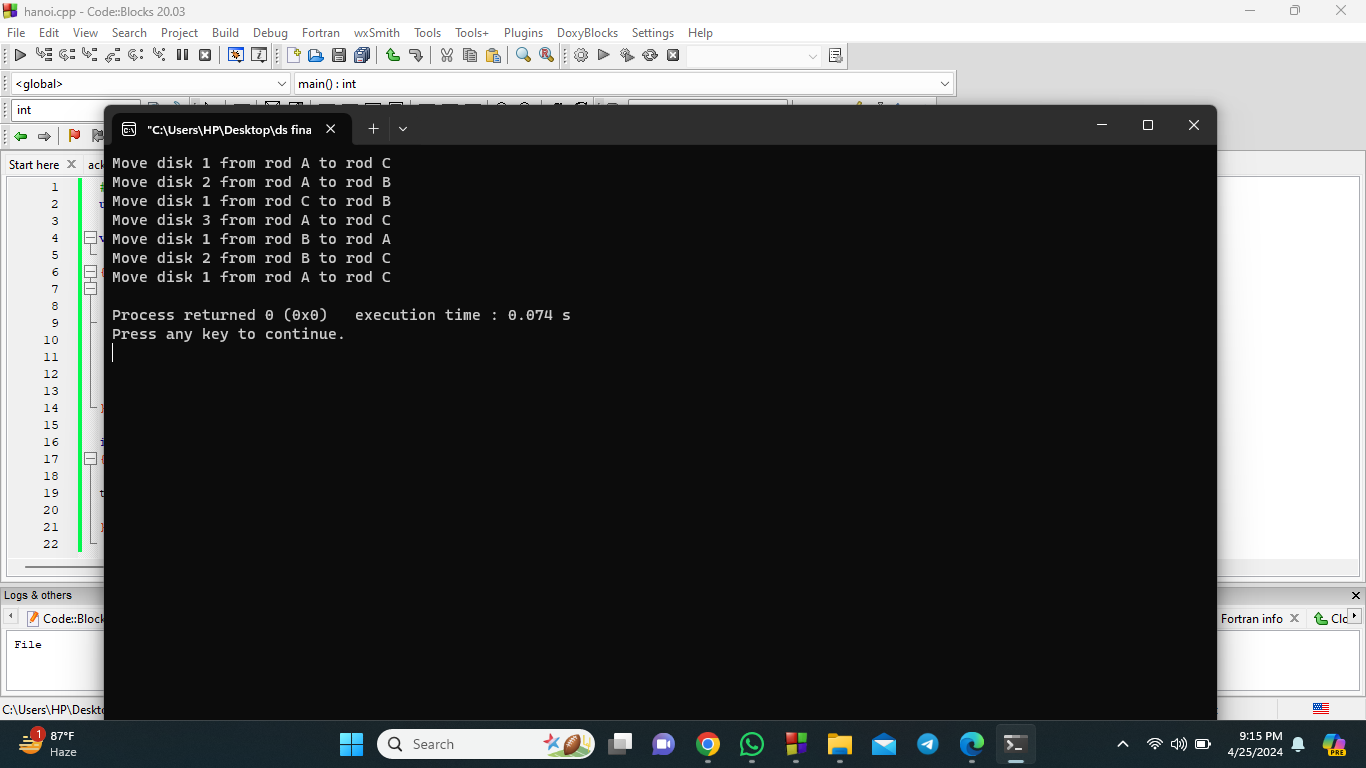 hanoi.cpp - Code::Blocks 20.03
File Edit View Search Project Build Debug Fortran wxSmith Tools Tools+ Plugins DoxyBlocks Settings Help
<global> main() : int
int
"C:\Users\HP\Desktop\ds fina
Start here
Move disk 1 from rod A to rod C
Move disk 2 from rod A to rod B
Move disk 1 from rod C to rod B
Move disk 3 from rod A to rod C
Move disk 1 from rod B to rod A
Move disk 2 from rod B to rod C
Move disk 1 from rod A to rod C
Process returned 0 (0x0)   execution time : 0.074 s
Press any key to continue.
1
2
3
4
5
6
7
8
9
10
11
12
13
14
15
16
17
18
19
20
21
22
Logs & others
Code::Block
Fortran info
File
C:\Users\HP\Deskto
1
87°F
Haze
Search
9:15 PM
4/25/2024
PRE